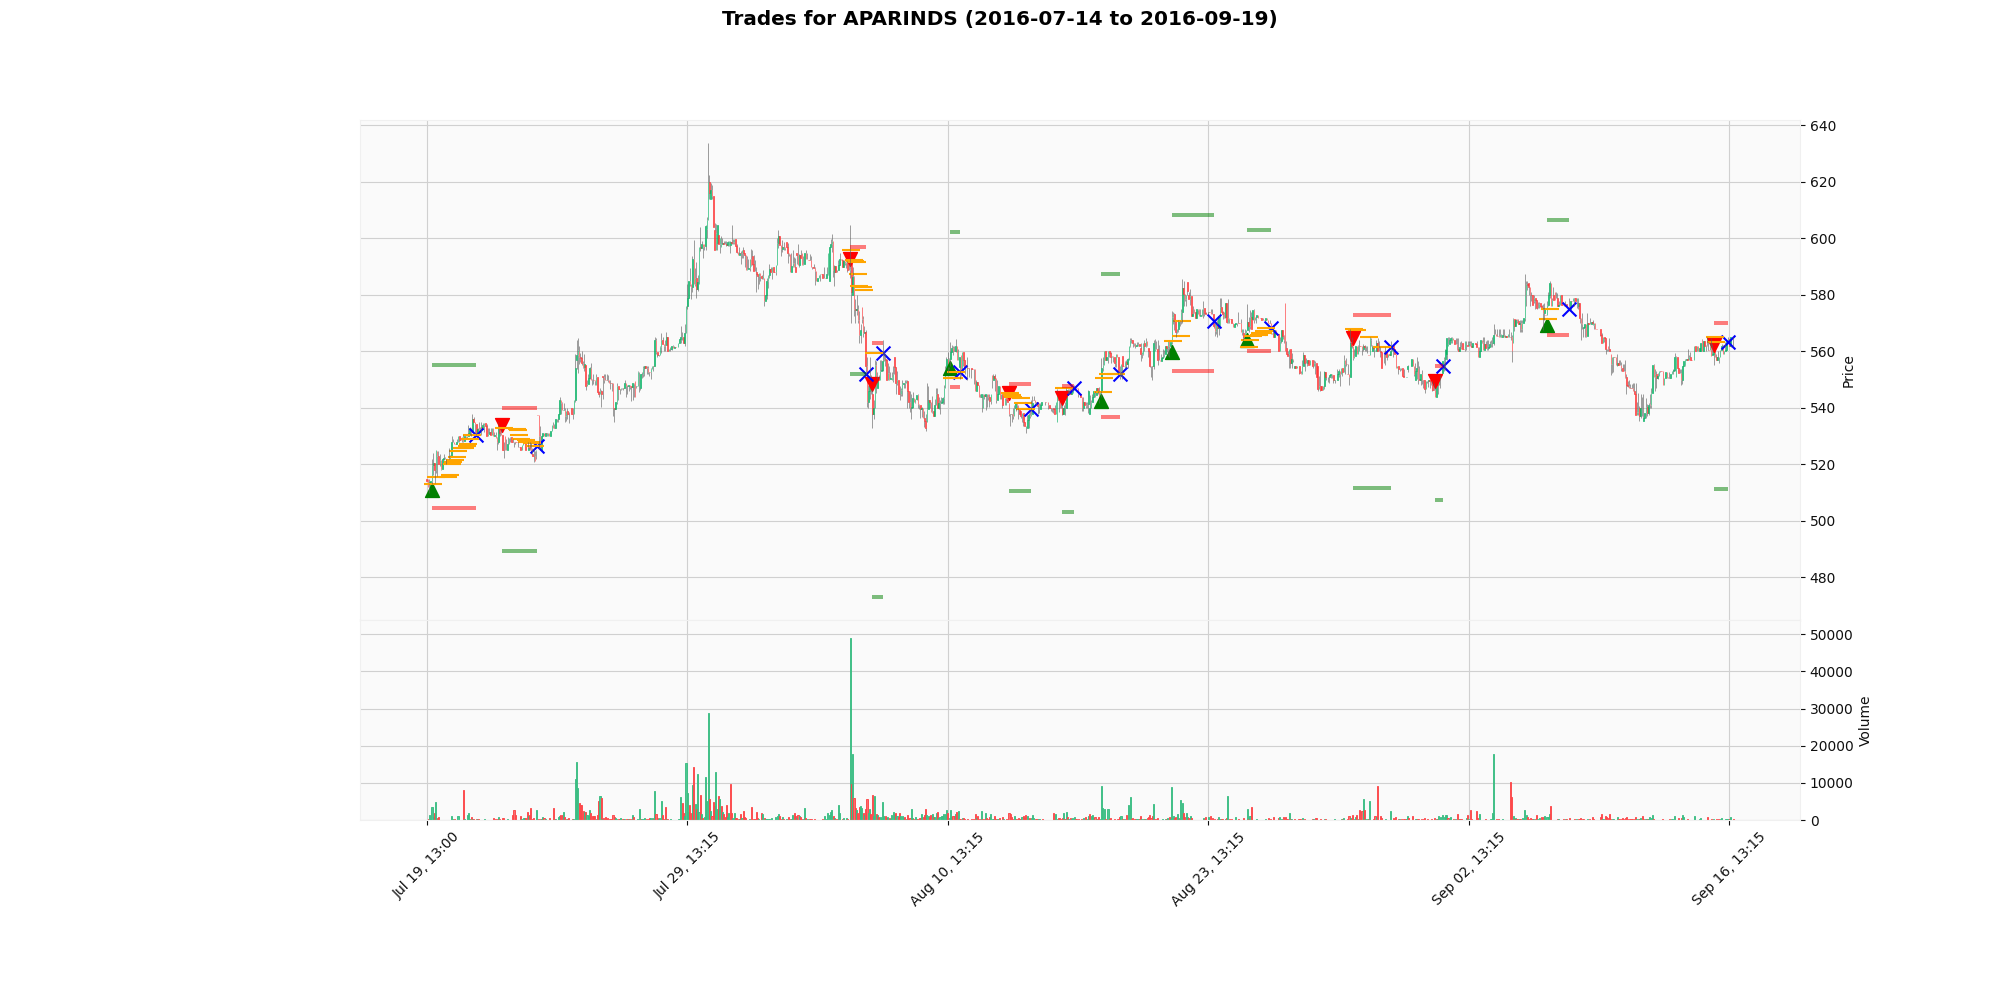 Trades for APARINDS (2016-07-14 to 2016-09-19)
640
620
600
580
560
540
520
500
480
Price
50000
40000
30000
20000
10000
0
Volume
Jul 19, 13:00
Jul 29, 13:15
Aug 10, 13:15
Aug 23, 13:15
Sep 02, 13:15
Sep 16, 13:15